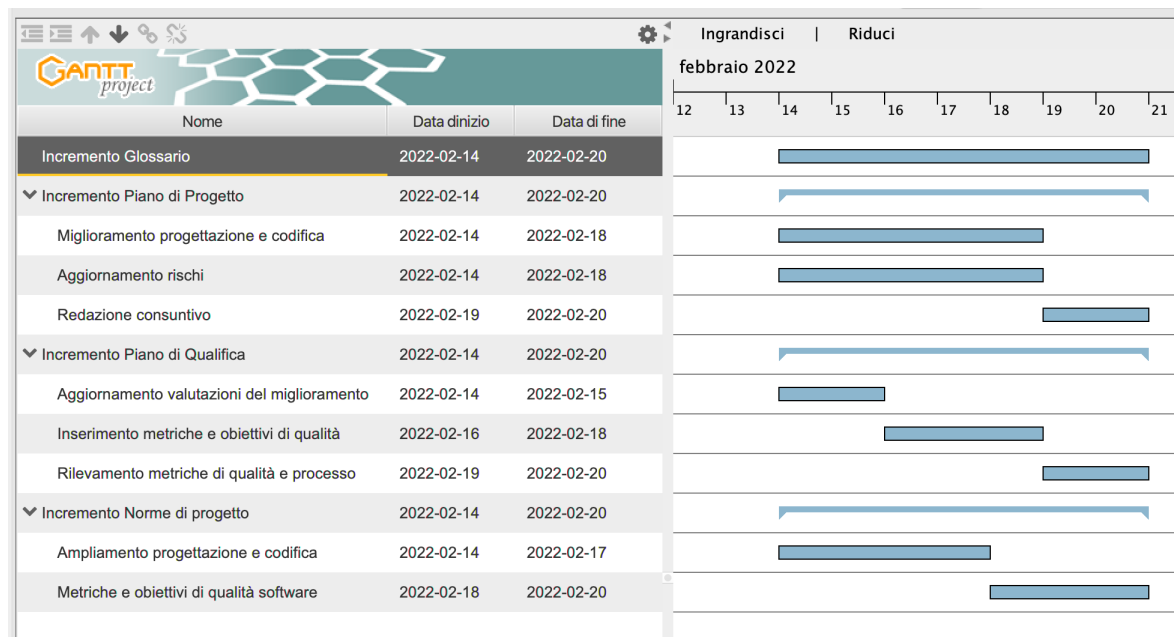 Ingrandisci | Riduci
GANTT project
febbraio 2022
Nome Data dinizio Data di fine
12 13 14 15 16 17 18 19 20 21
Incremento Glossario 2022-02-14 2022-02-20
Incremento Piano di Progetto 2022-02-14 2022-02-20
Miglioramento progettazione e codifica 2022-02-14 2022-02-18
Aggiornamento rischi 2022-02-14 2022-02-18
Redazione consuntivo 2022-02-19 2022-02-20
Incremento Piano di Qualifica 2022-02-14 2022-02-20
Aggiornamento valutazioni del miglioramento 2022-02-14 2022-02-15
Inserimento metriche e obiettivi di qualità 2022-02-16 2022-02-18
Rilevamento metriche di qualità e processo 2022-02-19 2022-02-20
Incremento Norme di progetto 2022-02-14 2022-02-20
Ampliamento progettazione e codifica 2022-02-14 2022-02-17
Metriche e obiettivi di qualità software 2022-02-18 2022-02-20